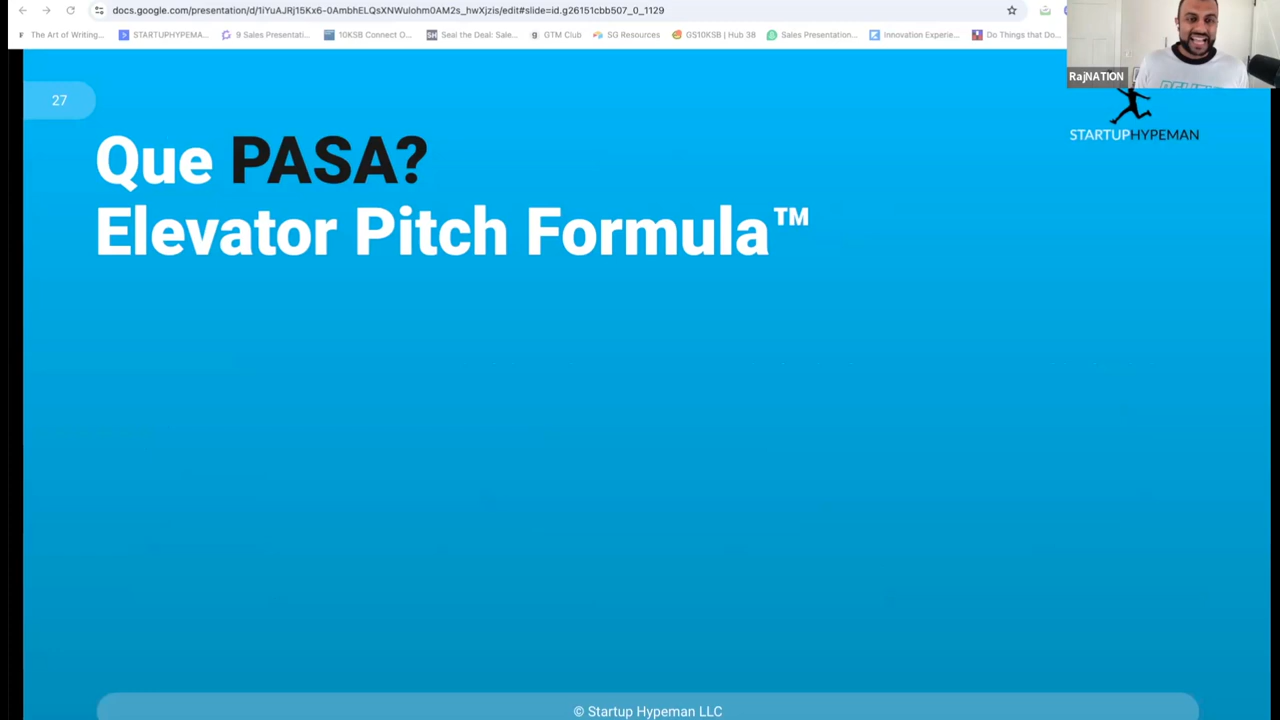 docs.google.com/presentation/d/1iYuAJRj15Kx6-0AmbhELQsXNWulohm0AM2s_hwXjzis/edit#slide=id.g26151cbb507_0_1129
The Art of Writing...
STARTUPHYPEMA...
9 Sales Presentati...
10KSB Connect O...
Seal the Deal: Sale...
GTM Club
SG Resources
GS10KSB | Hub 38
Sales Presentation...
Innovation Experie...
Do Things that Do...
RajNATION
27
STARTUPHYPEMAN
Que PASA?
Elevator Pitch Formula™
© Startup Hypeman LLC